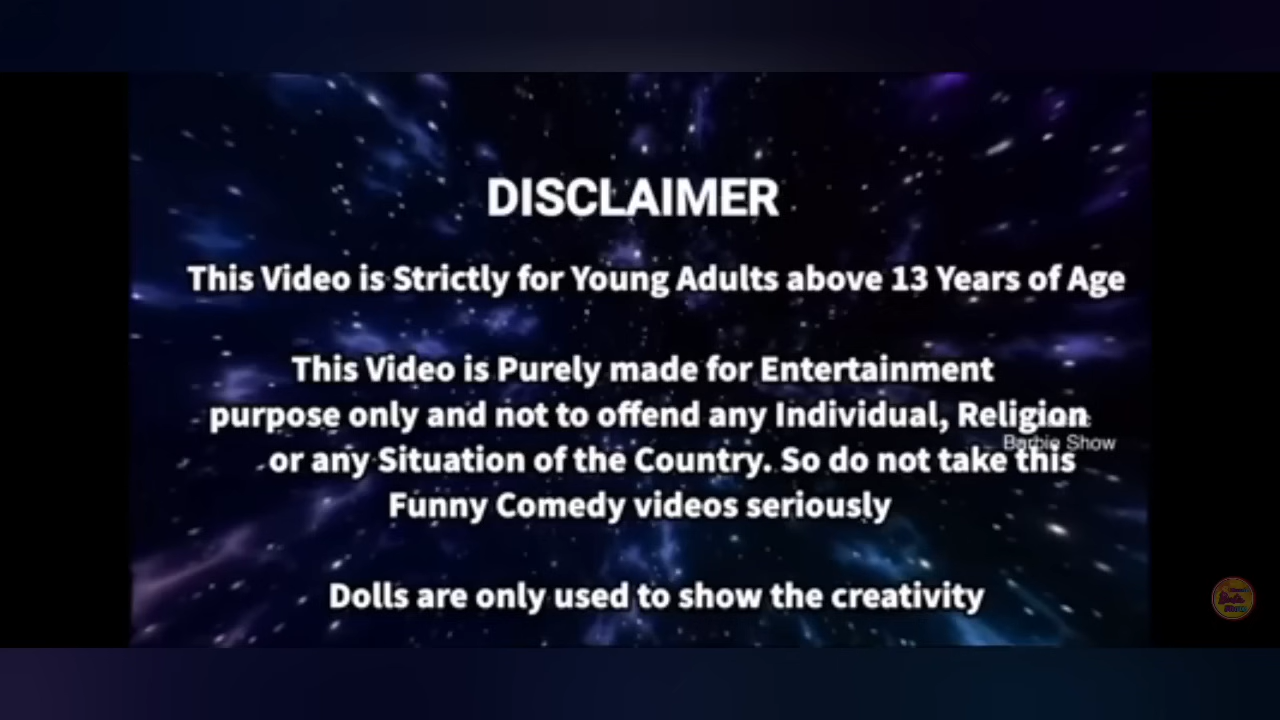 DISCLAIMER
This Video is Strictly for Young Adults above 13 Years of Age
This Video is Purely made for Entertainment
purpose only and not to offend any Individual, Religion
Barbie Show
or any Situation of the Country. So do not take this
Funny Comedy videos seriously
Dolls are only used to show the creativity